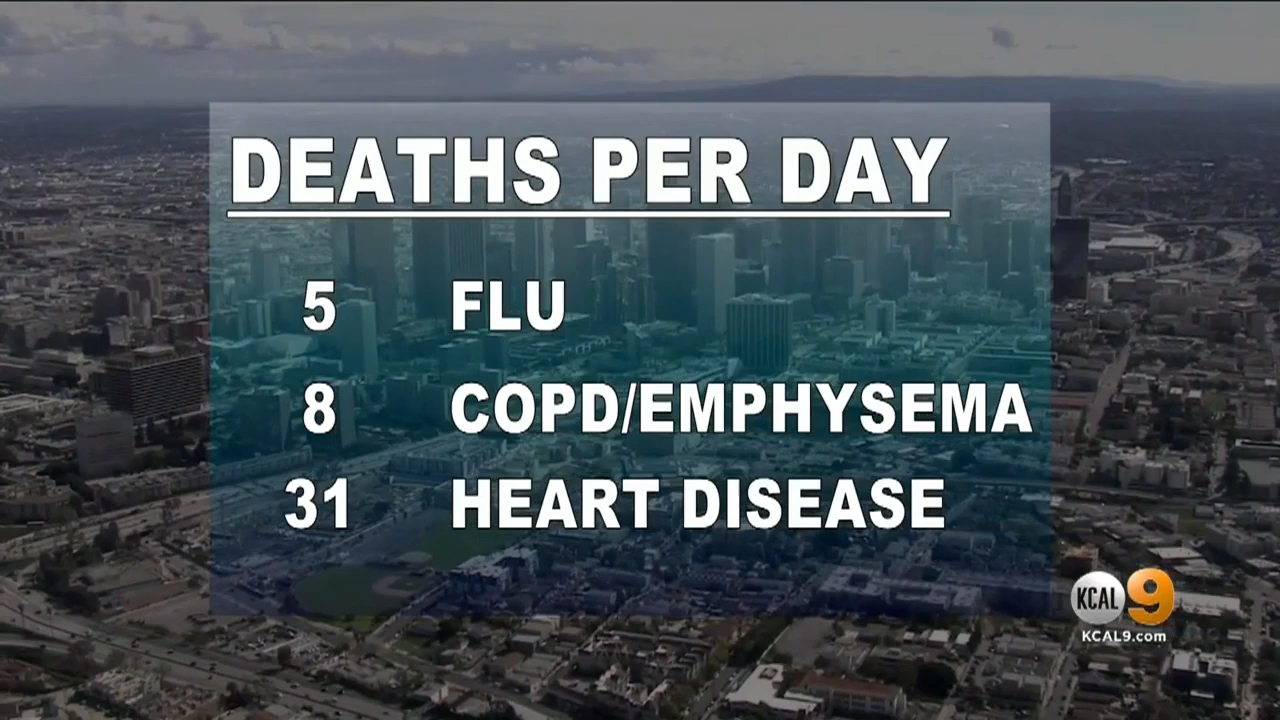 DEATHS PER DAY
5 FLU
8 COPD/EMPHYSEMA
31 HEART DISEASE
KCAL 9
KCAL9.com